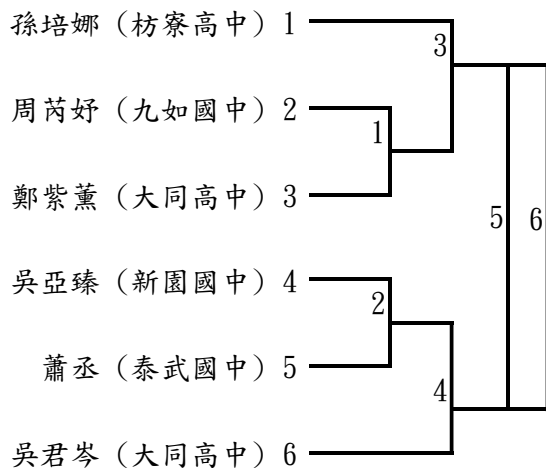 孫培娜（枋寮高中）1
3
周芮妤（九如國中）2
1
鄭紫薰（大同高中）3
5
6
吳亞臻（新園國中）4
2
蕭丞（泰武國中）5
4
吳君岑（大同高中）6